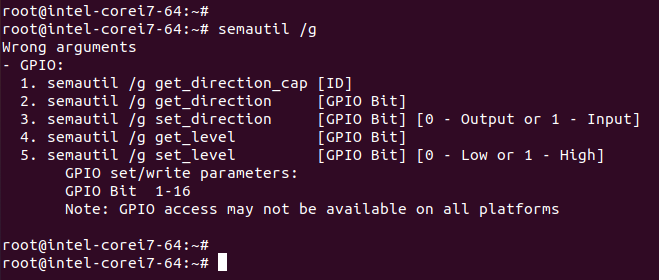 root@intel-corei7-64:~#
root@intel-corei7-64:~# semautil /g
Wrong arguments
- GPIO:
  1. semautil /g get_direction_cap [ID]
  2. semautil /g get_direction     [GPIO Bit]
  3. semautil /g set_direction     [GPIO Bit] [0 - Output or 1 - Input]
  4. semautil /g get_level         [GPIO Bit]
  5. semautil /g set_level         [GPIO Bit] [0 - Low or 1 - High]
       GPIO set/write parameters:
       GPIO Bit  1-16
       Note: GPIO access may not be available on all platforms
root@intel-corei7-64:~#
root@intel-corei7-64:~#